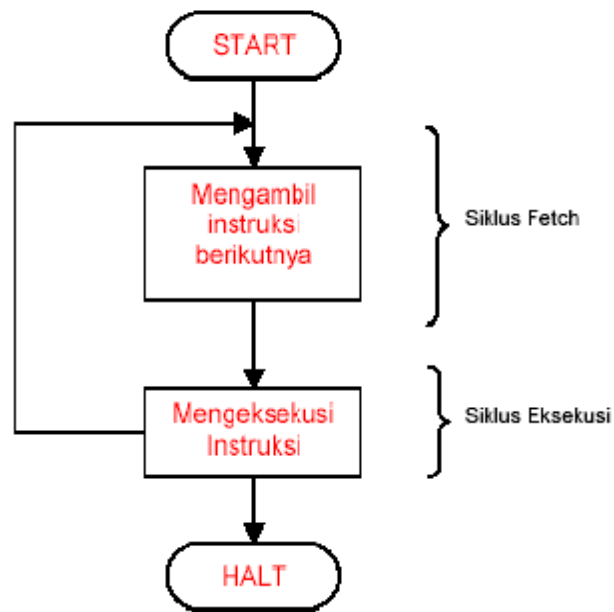 START
Mengambil
instruksi
berikutnya
Siklus Fetch
Mengeksekusi
Instruksi
Siklus Eksekusi
HALT